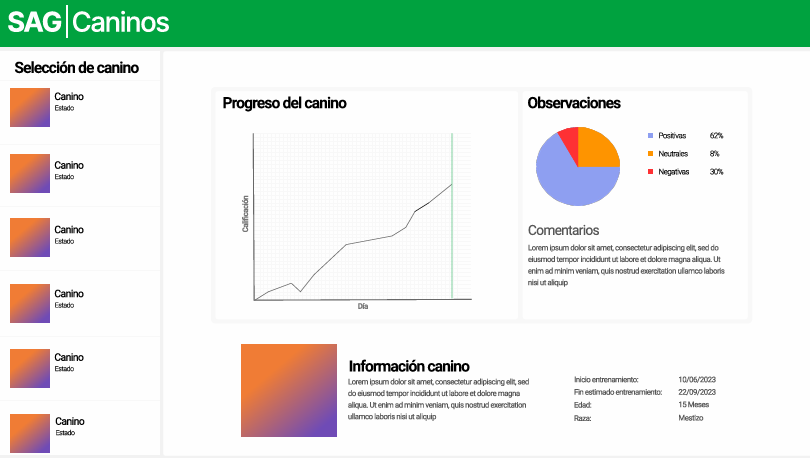 SAG Caninos
Selección de canino
Canino
Estado
Canino
Estado
Canino
Estado
Canino
Estado
Canino
Estado
Canino
Estado
Progreso del canino
Calificación
Día
Observaciones
Positivas 62%
Neutrales 8%
Negativas 30%
Comentarios
Lorem ipsum dolor sit amet, consectetur adipiscing elit, sed do
eiusmod tempor incididunt ut labore et dolore magna aliqua. Ut
enim ad minim veniam, quis nostrud exercitation ullamco laboris
nisi ut aliquip
Información canino
Lorem ipsum dolor sit amet, consectetur adipiscing elit, sed
do eiusmod tempor incididunt ut labore et dolore magna
aliqua. Ut enim ad minim veniam, quis nostrud exercitation
ullamco laboris nisi ut aliquip
Inicio entrenamiento: 10/06/2023
Fin estimado entrenamiento: 22/09/2023
Edad: 15 Meses
Raza: Mestizo